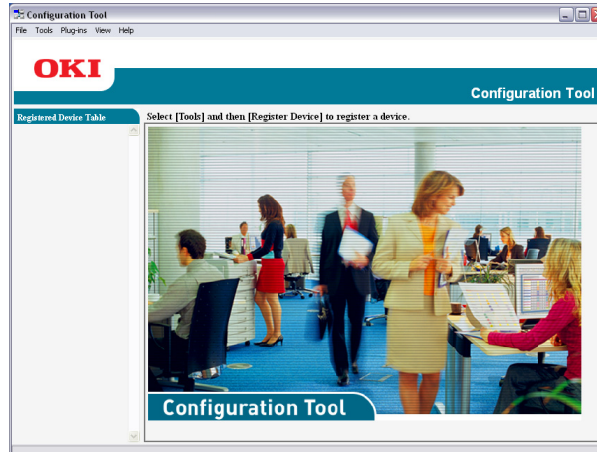 Configuration Tool
File Tools Plug-ins View Help
OKI
Configuration Tool
Registered Device Table
Select [Tools] and then [Register Device] to register a device.
Configuration Tool